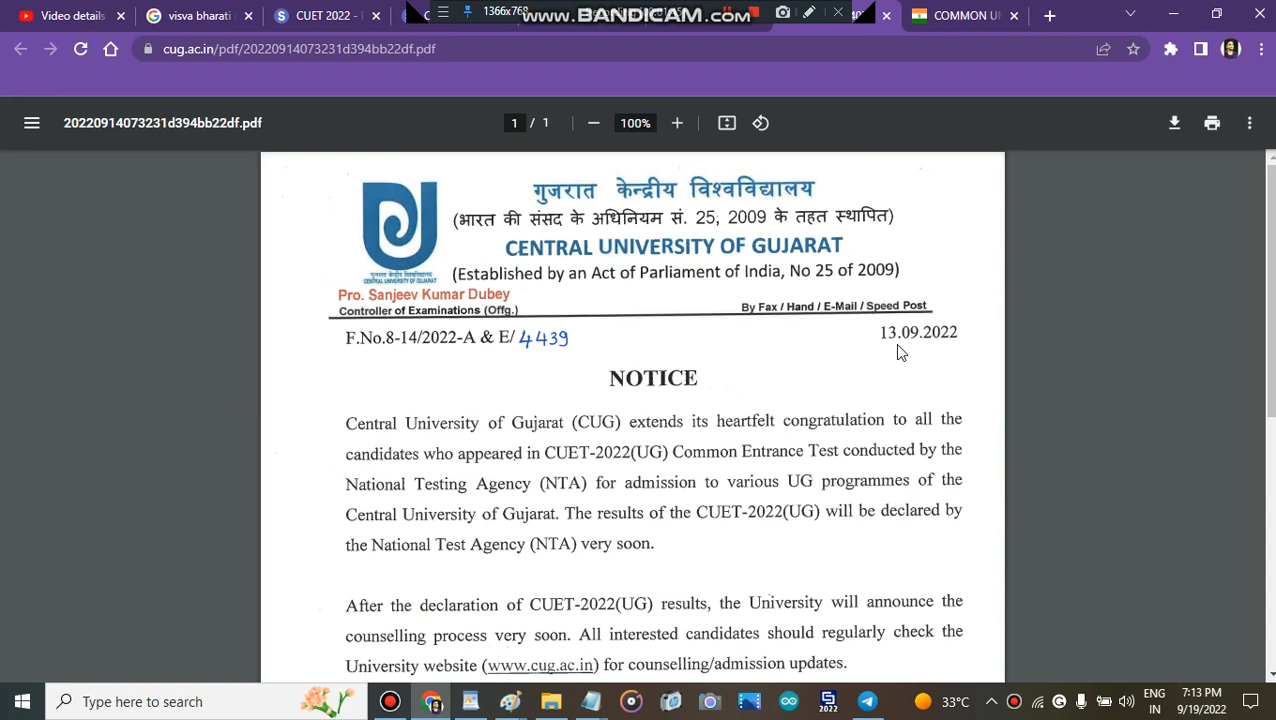 Video details
visva bharati
CUET 2022 -
1366x768
www.BANDICAM.com
COMMON U
cug.ac.in/pdf/20220914073231d394bb22df.pdf
20220914073231d394bb22df.pdf
1 / 1
100%
गुजरात केन्द्रीय विश्वविद्यालय
(भारत की संसद के अधिनियम सं. 25, 2009 के तहत स्थापित)
CENTRAL UNIVERSITY OF GUJARAT
(Established by an Act of Parliament of India, No 25 of 2009)
गुजरात केन्द्रीय विश्वविद्यालय
CENTRAL UNIVERSITY OF GUJARAT
Pro. Sanjeev Kumar Dubey
Controller of Examinations (Offg.)
By Fax / Hand / E-Mail / Speed Post
F.No.8-14/2022-A & E/ 4439
13.09.2022
NOTICE
Central University of Gujarat (CUG) extends its heartfelt congratulation to all the
candidates who appeared in CUET-2022(UG) Common Entrance Test conducted by the
National Testing Agency (NTA) for admission to various UG programmes of the
Central University of Gujarat. The results of the CUET-2022(UG) will be declared by
the National Test Agency (NTA) very soon.
After the declaration of CUET-2022(UG) results, the University will announce the
counselling process very soon. All interested candidates should regularly check the
University website (www.cug.ac.in) for counselling/admission updates.
Type here to search
2022
33°C
ENG
IN
7:13 PM
9/19/2022